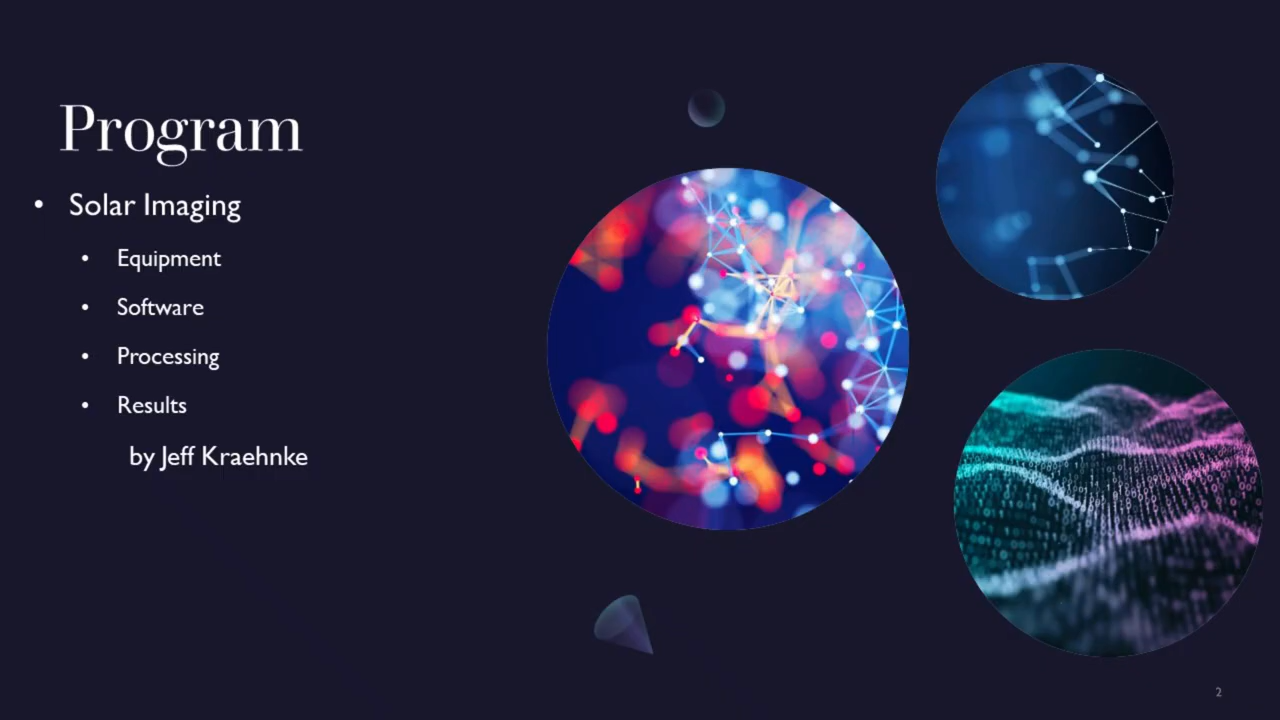 Program
• Solar Imaging
• Equipment
• Software
• Processing
• Results
by Jeff Kraehnke
2